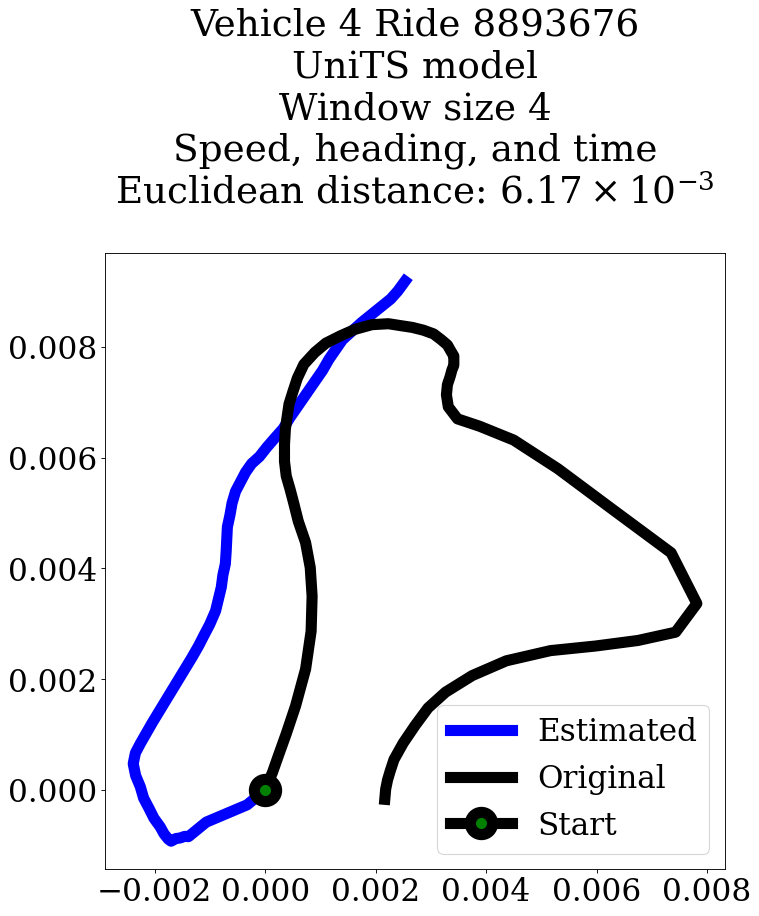 Vehicle 4 Ride 8893676
UniTS model
Window size 4
Speed, heading, and time
Euclidean distance: 6.17 × 10⁻³
0.008
0.006
0.004
0.002
0.000
Estimated
Original
Start
−0.002 0.000 0.002 0.004 0.006 0.008